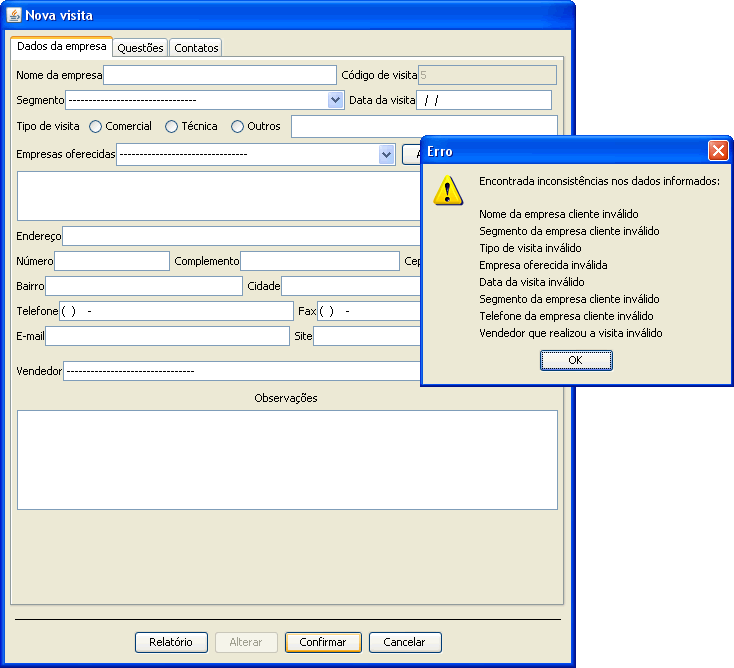 Nova visita
Dados da empresa Questões Contatos
Nome da empresa Código de visita 5
Segmento -------------------------------- Data da visita / /
Tipo de visita Comercial Técnica Outros
Empresas oferecidas --------------------------------
Endereço
Número Complemento
Bairro Cidade
Telefone ( ) - Fax ( ) -
E-mail Site
Vendedor --------------------------------
Observações
Relatório Alterar Confirmar Cancelar
Erro
Encontrada inconsistências nos dados informados:
Nome da empresa cliente inválido
Segmento da empresa cliente inválido
Tipo de visita inválido
Empresa oferecida inválida
Data da visita inválido
Segmento da empresa cliente inválido
Telefone da empresa cliente inválido
Vendedor que realizou a visita inválido
OK